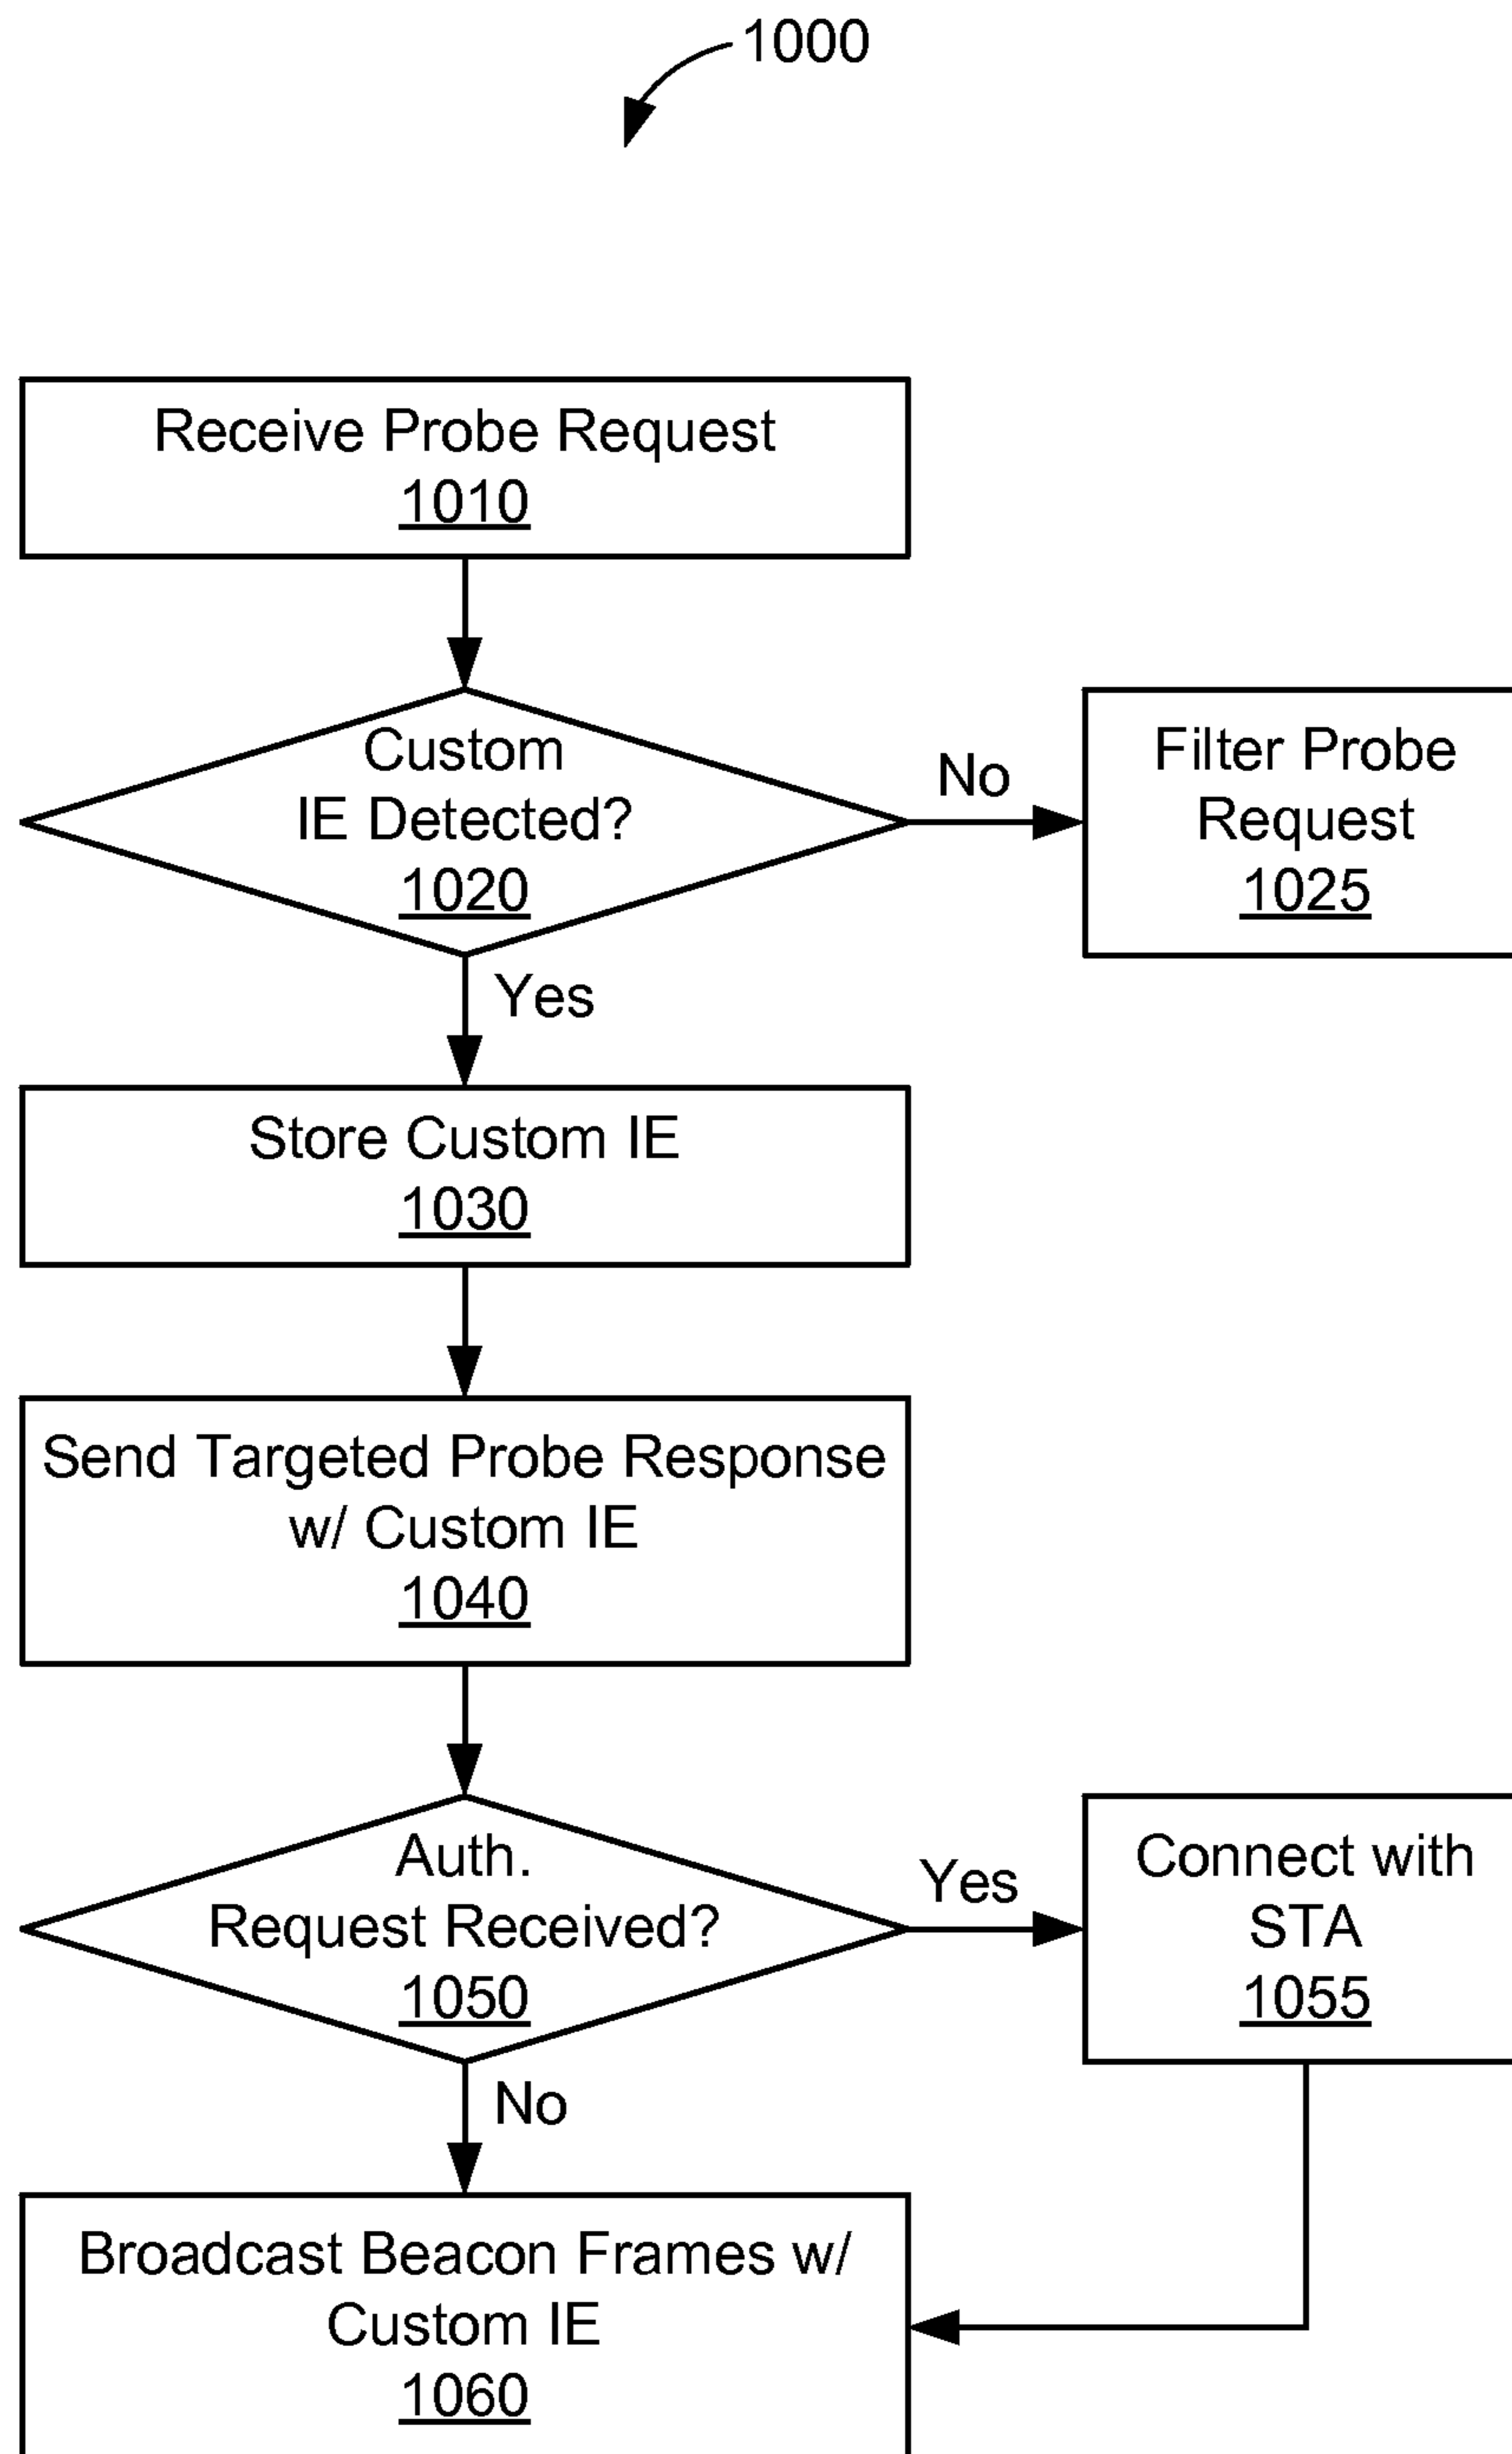 1000
Receive Probe Request
1010
Custom
IE Detected?
1020
No
Filter Probe
Request
1025
Yes
Store Custom IE
1030
Send Targeted Probe Response
w/ Custom IE
1040
Auth.
Request Received?
1050
Yes
Connect with
STA
1055
No
Broadcast Beacon Frames w/
Custom IE
1060